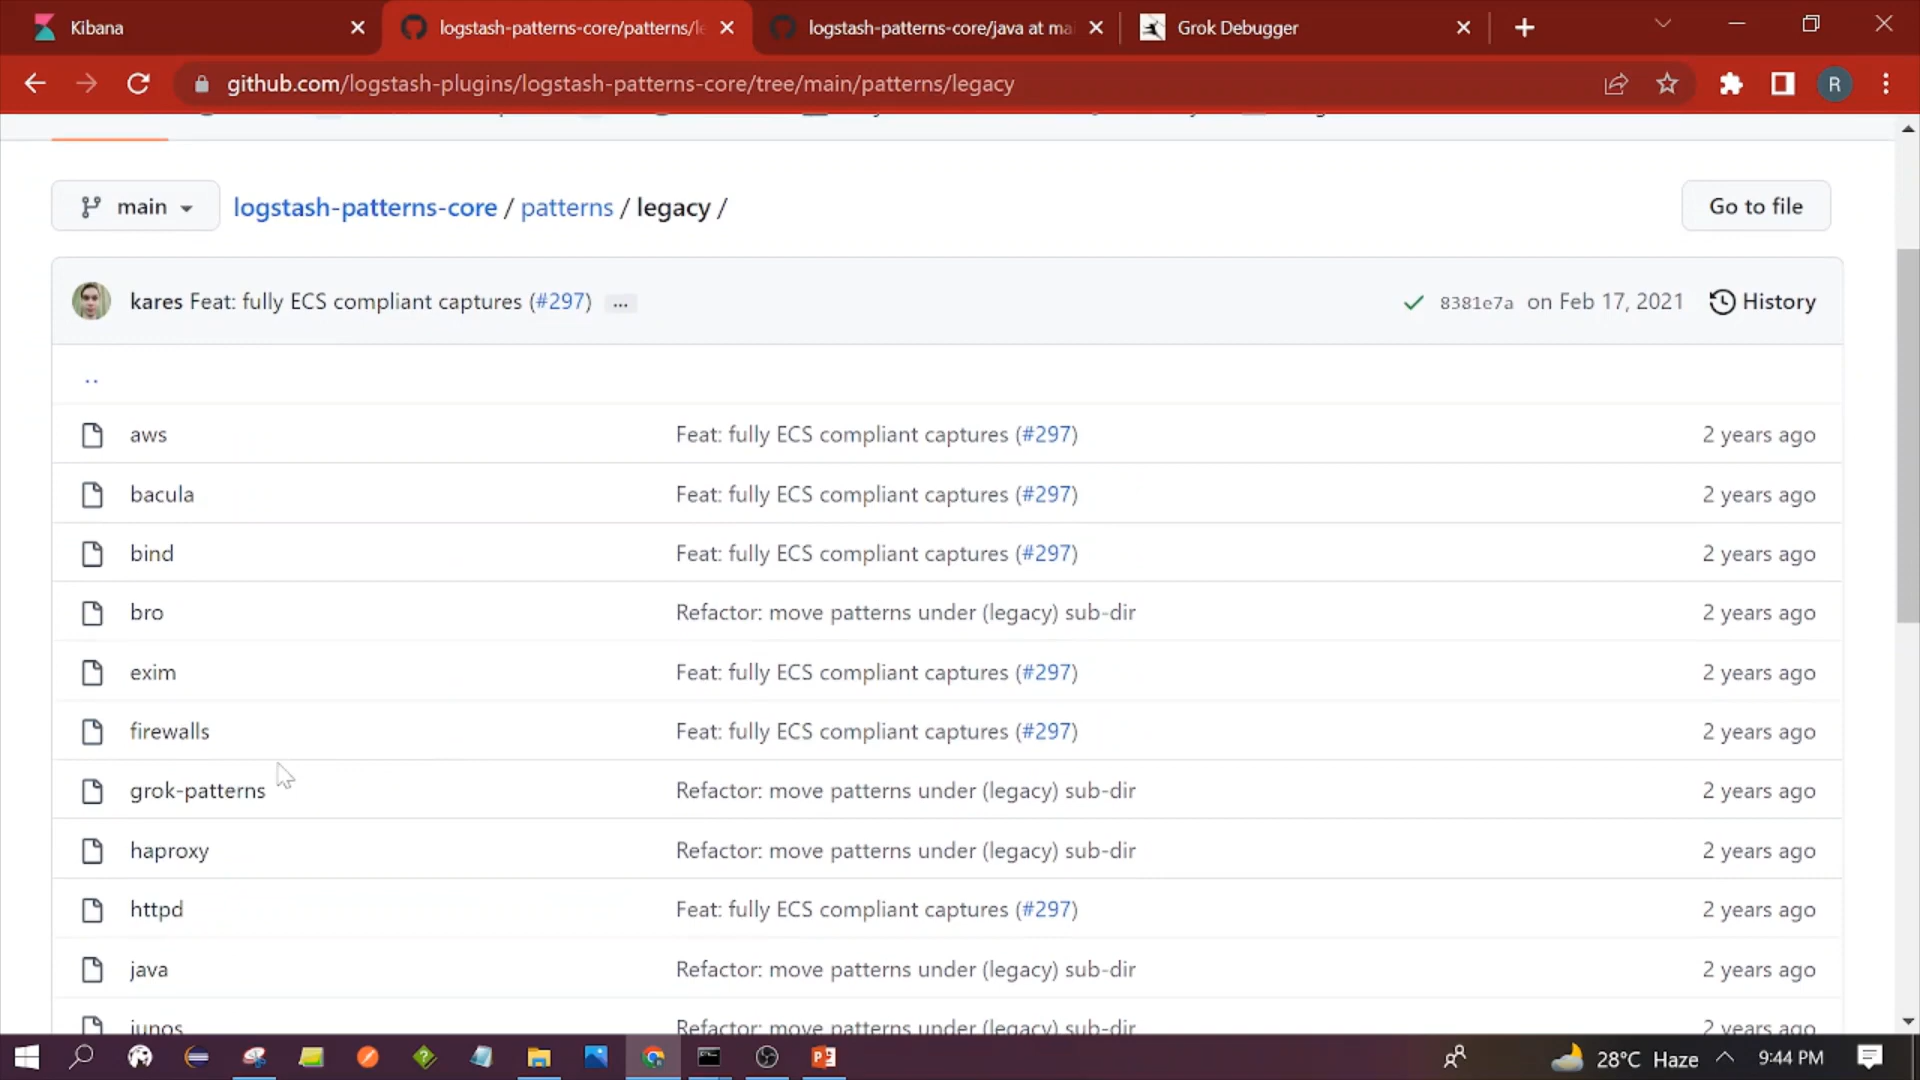 Kibana
logstash-patterns-core/patterns/le
logstash-patterns-core/java at mai
Grok Debugger
github.com/logstash-plugins/logstash-patterns-core/tree/main/patterns/legacy
R
main
logstash-patterns-core / patterns / legacy /
Go to file
kares Feat: fully ECS compliant captures (#297) ...
8381e7a on Feb 17, 2021
History
..
aws Feat: fully ECS compliant captures (#297) 2 years ago
bacula Feat: fully ECS compliant captures (#297) 2 years ago
bind Feat: fully ECS compliant captures (#297) 2 years ago
bro Refactor: move patterns under (legacy) sub-dir 2 years ago
exim Feat: fully ECS compliant captures (#297) 2 years ago
firewalls Feat: fully ECS compliant captures (#297) 2 years ago
grok-patterns Refactor: move patterns under (legacy) sub-dir 2 years ago
haproxy Refactor: move patterns under (legacy) sub-dir 2 years ago
httpd Feat: fully ECS compliant captures (#297) 2 years ago
java Refactor: move patterns under (legacy) sub-dir 2 years ago
junos Refactor: move patterns under (legacy) sub-dir 2 years ago
28°C Haze
9:44 PM